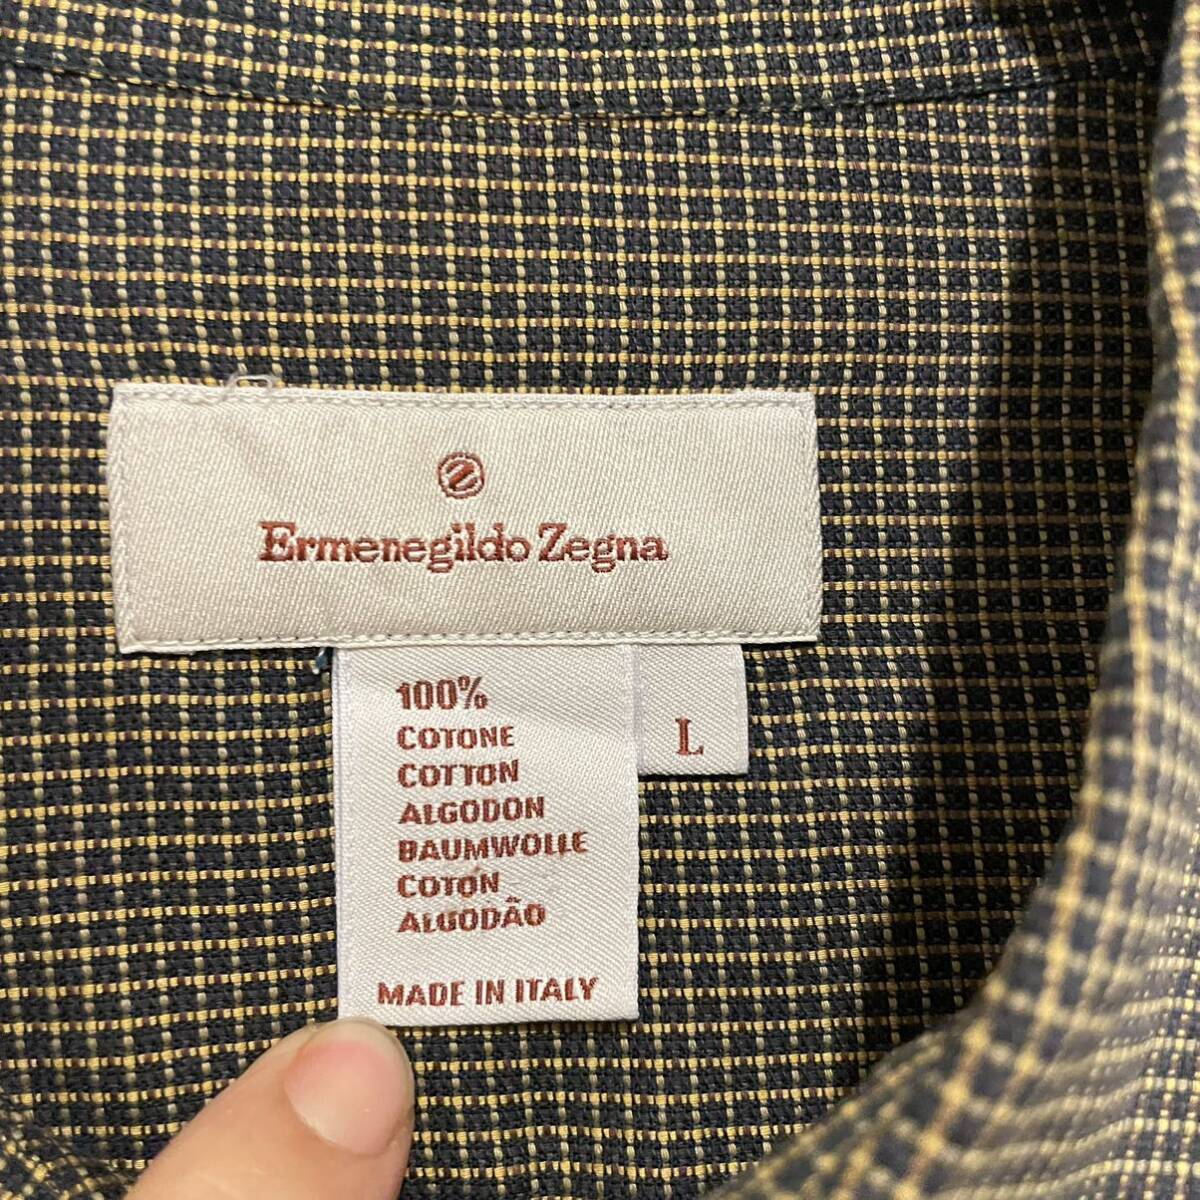 Z
Ermenegildo Zegna
100%
COTONE
COTTON
ALGODON
BAUMWOLLE
COTON
ALGODÃO
MADE IN ITALY
L